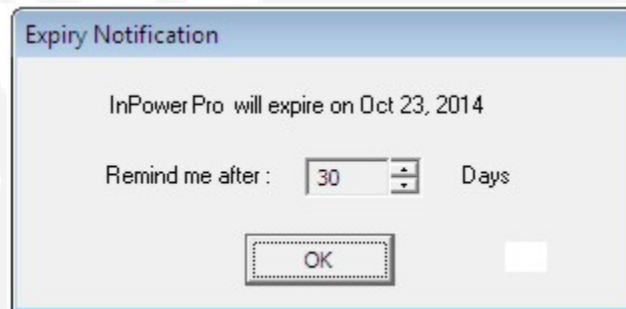 Expiry Notification
InPower Pro will expire on Oct 23, 2014
Remind me after : 30 Days
OK